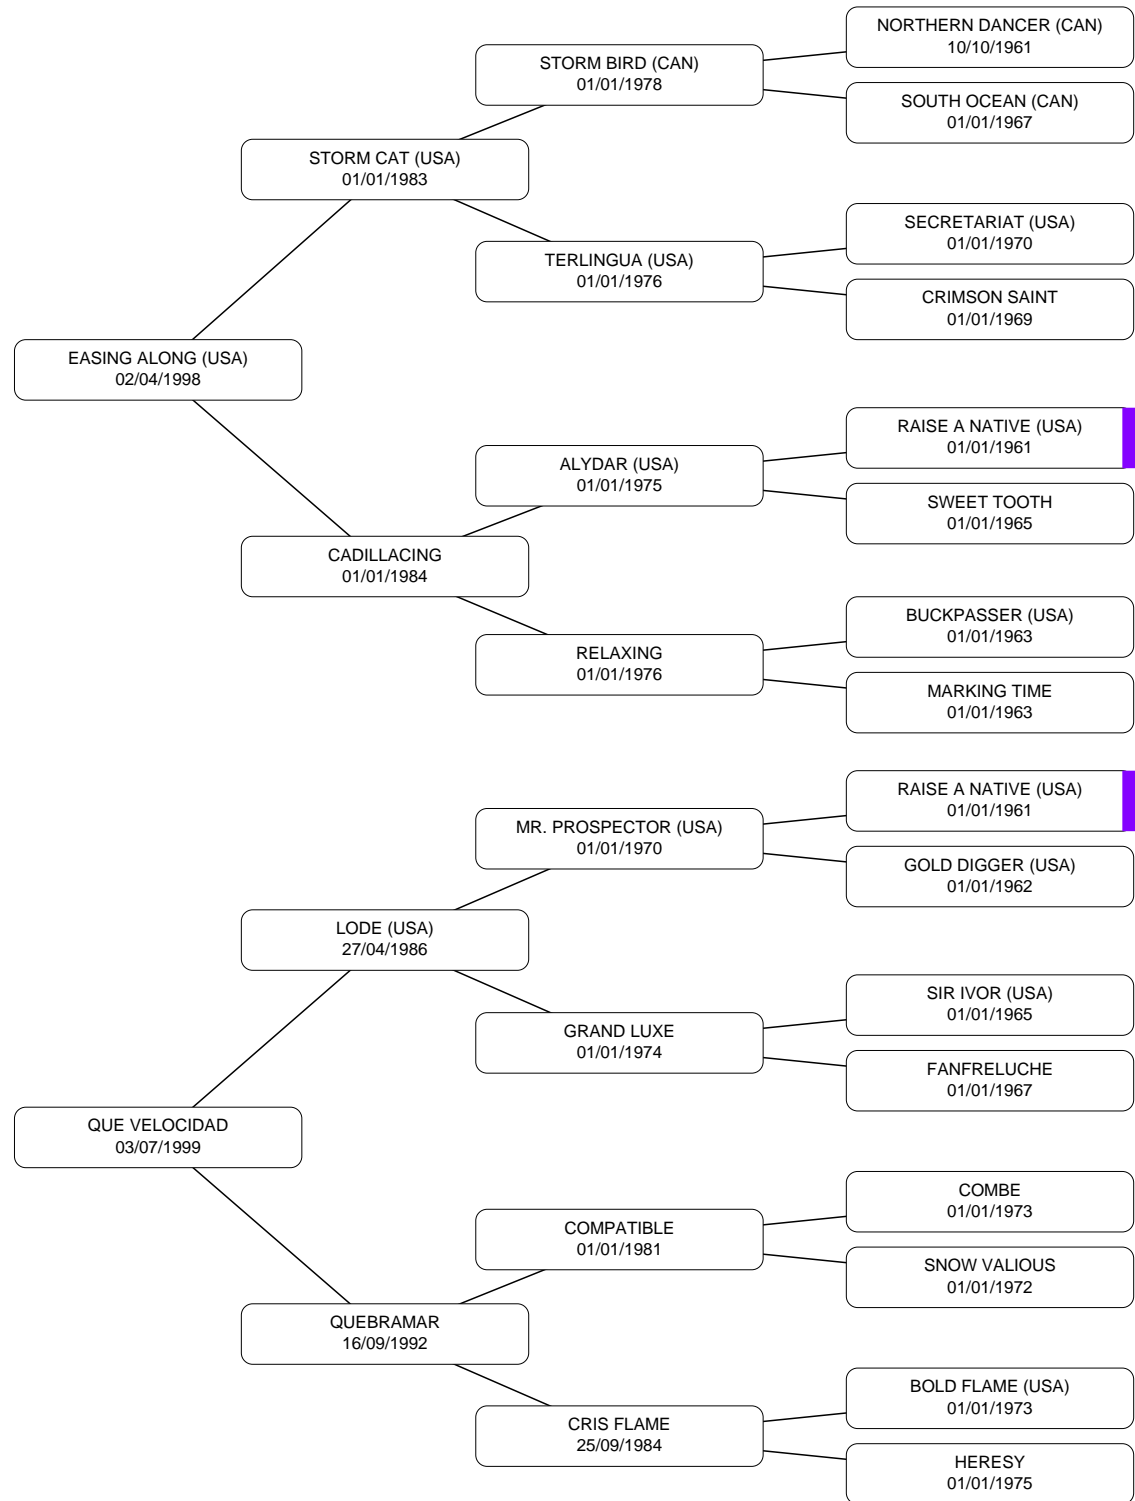 NORTHERN DANCER (CAN)
10/10/1961
STORM BIRD (CAN)
01/01/1978
SOUTH OCEAN (CAN)
01/01/1967
STORM CAT (USA)
01/01/1983
SECRETARIAT (USA)
01/01/1970
TERLINGUA (USA)
01/01/1976
CRIMSON SAINT
01/01/1969
EASING ALONG (USA)
02/04/1998
RAISE A NATIVE (USA)
01/01/1961
ALYDAR (USA)
01/01/1975
SWEET TOOTH
01/01/1965
CADILLACING
01/01/1984
BUCKPASSER (USA)
01/01/1963
RELAXING
01/01/1976
MARKING TIME
01/01/1963
RAISE A NATIVE (USA)
01/01/1961
MR. PROSPECTOR (USA)
01/01/1970
GOLD DIGGER (USA)
01/01/1962
LODE (USA)
27/04/1986
SIR IVOR (USA)
01/01/1965
GRAND LUXE
01/01/1974
FANFRELUCHE
01/01/1967
QUE VELOCIDAD
03/07/1999
COMBE
01/01/1973
COMPATIBLE
01/01/1981
SNOW VALIOUS
01/01/1972
QUEBRAMAR
16/09/1992
BOLD FLAME (USA)
01/01/1973
CRIS FLAME
25/09/1984
HERESY
01/01/1975